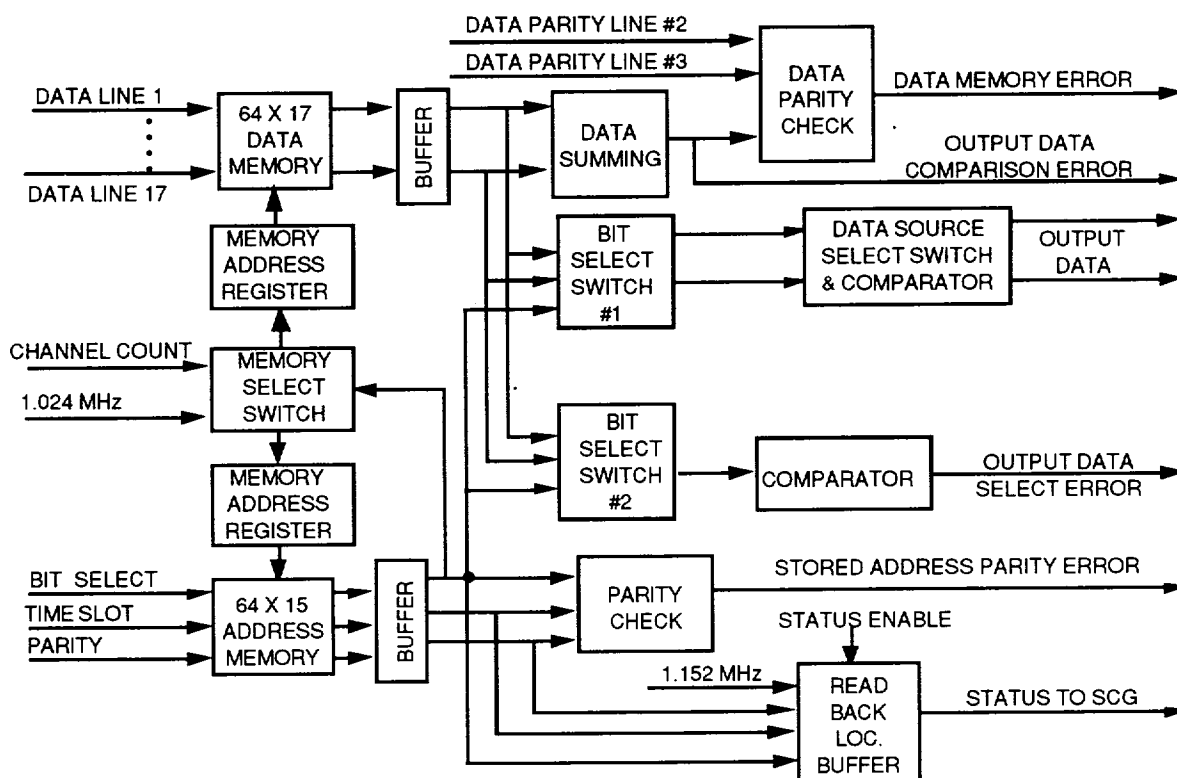 DATA PARITY LINE #2
DATA PARITY LINE #3
DATA
PARITY
CHECK
DATA MEMORY ERROR
DATA LINE 1
64 X 17
DATA
MEMORY
BUFFER
DATA
SUMMING
OUTPUT DATA
COMPARISON ERROR
DATA LINE 17
MEMORY
ADDRESS
REGISTER
BIT
SELECT
SWITCH
#1
DATA SOURCE
SELECT SWITCH
& COMPARATOR
OUTPUT
DATA
CHANNEL COUNT
1.024 MHz
MEMORY
SELECT
SWITCH
BIT
SELECT
SWITCH
#2
COMPARATOR
OUTPUT DATA
SELECT ERROR
MEMORY
ADDRESS
REGISTER
BIT SELECT
TIME SLOT
PARITY
64 X 15
ADDRESS
MEMORY
BUFFER
PARITY
CHECK
STORED ADDRESS PARITY ERROR
STATUS ENABLE
1.152 MHz
READ
BACK
LOC.
BUFFER
STATUS TO SCG